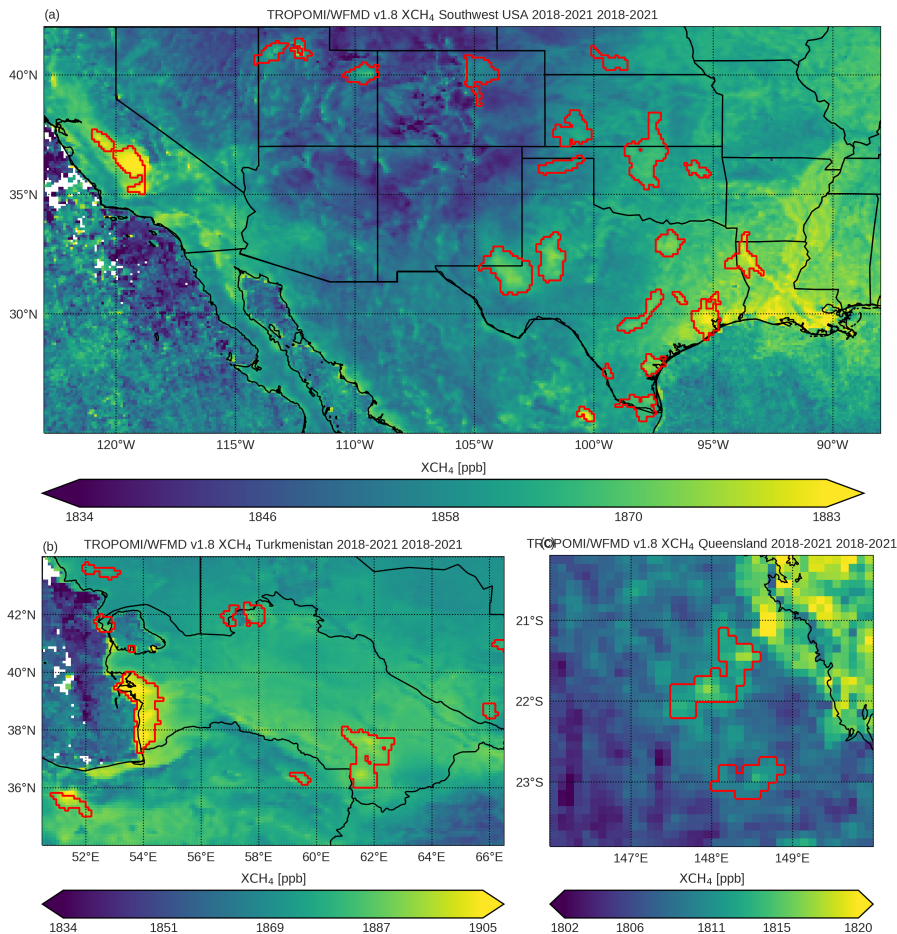 (a) TROPOMI/WFMD v1.8 XCH₄ Southwest USA 2018-2021 2018-2021
40°N
35°N
30°N
120°W 115°W 110°W 105°W 100°W 95°W 90°W
XCH₄ [ppb]
1834 1846 1858 1870 1883
(b) TROPOMI/WFMD v1.8 XCH₄ Turkmenistan 2018-2021 2018-2021
42°N
40°N
38°N
36°N
52°E 54°E 56°E 58°E 60°E 62°E 64°E 66°E
XCH₄ [ppb]
1834 1851 1869 1887 1905
(c) TROPOMI/WFMD v1.8 XCH₄ Queensland 2018-2021 2018-2021
21°S
22°S
23°S
147°E 148°E 149°E
XCH₄ [ppb]
1802 1806 1811 1815 1820